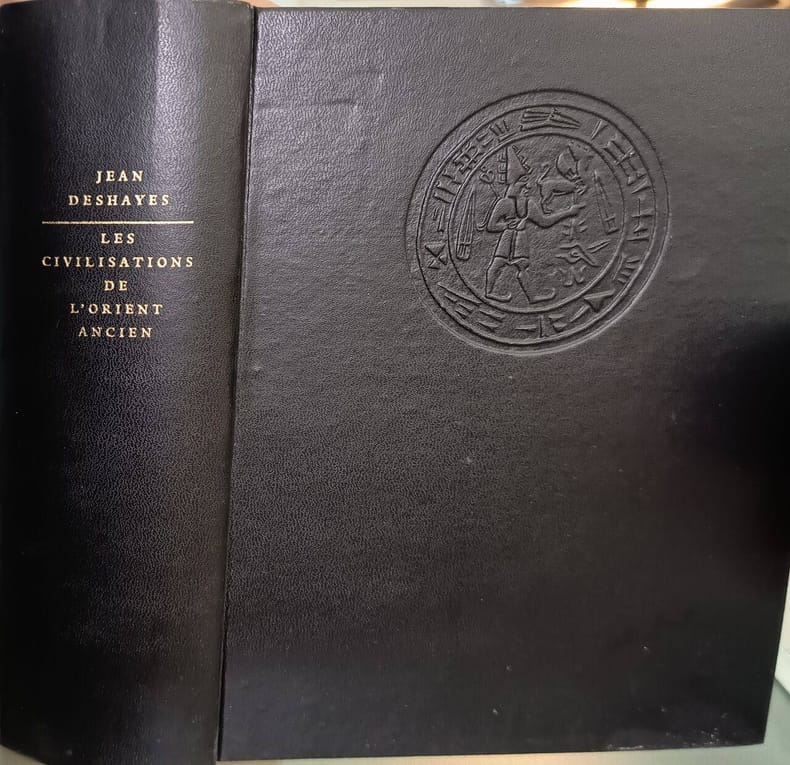 JEAN
DESHAYES
LES
CIVILISATIONS
DE
L'ORIENT
ANCIEN